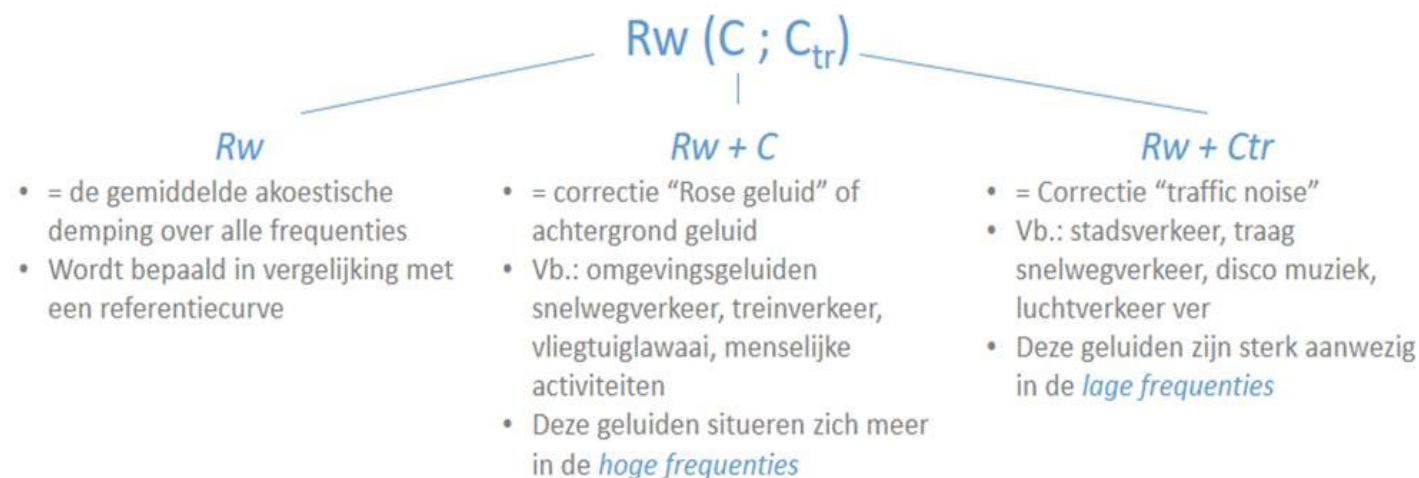 Rw (C ; Ctr)
Rw
• = de gemiddelde akoestische
demping over alle frequenties
• Wordt bepaald in vergelijking met
een referentiecurve
Rw + C
• = correctie “Rose geluid” of
achtergrond geluid
• Vb.: omgevingsgeluiden
snelwegverkeer, treinverkeer,
vliegtuiglawaai, menselijke
activiteiten
• Deze geluiden situeren zich meer
in de hoge frequenties
Rw + Ctr
• = Correctie “traffic noise”
• Vb.: stadsverkeer, traag
snelwegverkeer, disco muziek,
luchtverkeer ver
• Deze geluiden zijn sterk aanwezig
in de lage frequenties